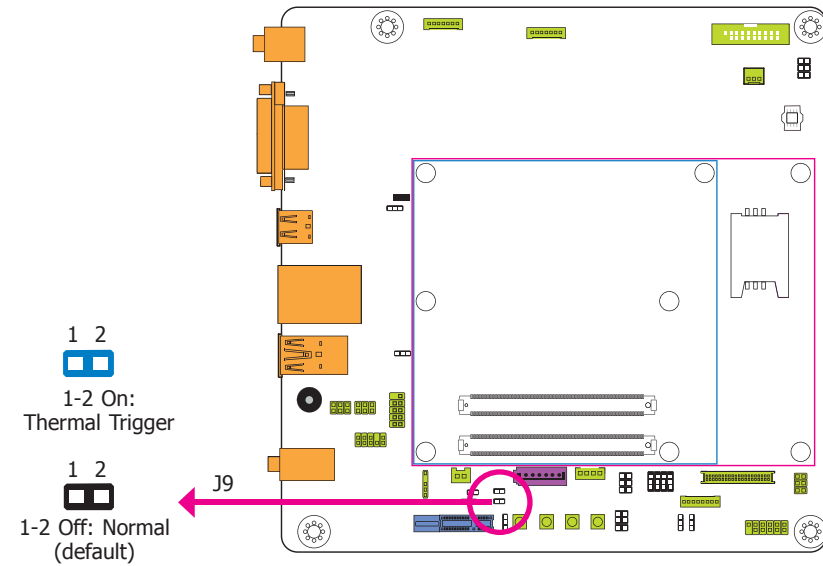 1 2
1-2 On:
Thermal Trigger
1 2
J9
1-2 Off: Normal
(default)